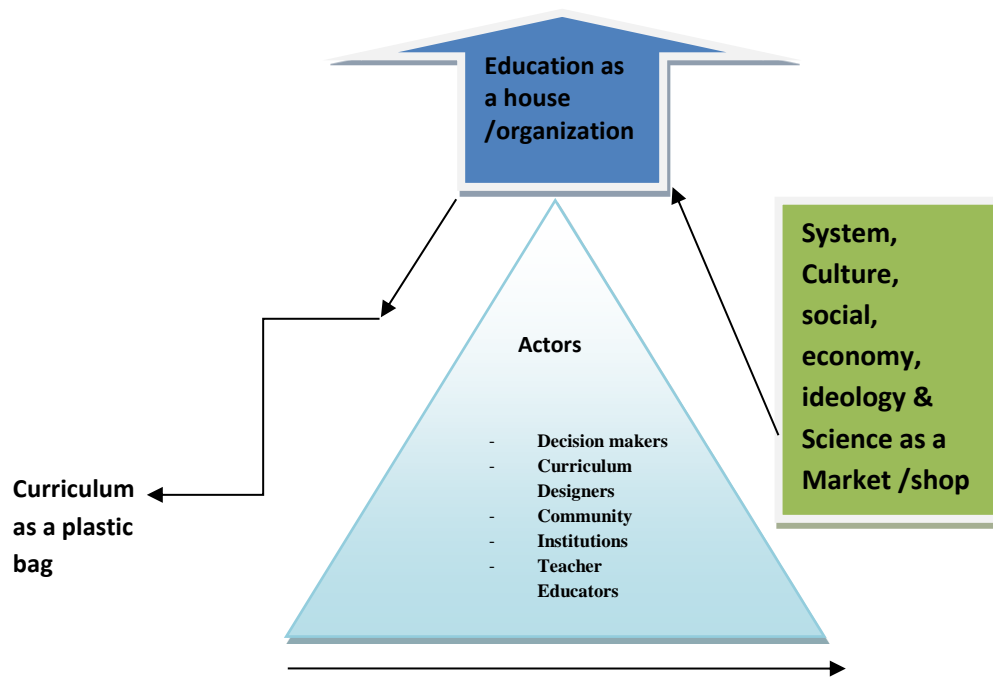 Education as
a house
/organization
System,
Culture,
social,
economy,
ideology &
Science as a
Market /shop
Actors
- Decision makers
- Curriculum
Designers
- Community
- Institutions
- Teacher
Educators
Curriculum
as a plastic
bag